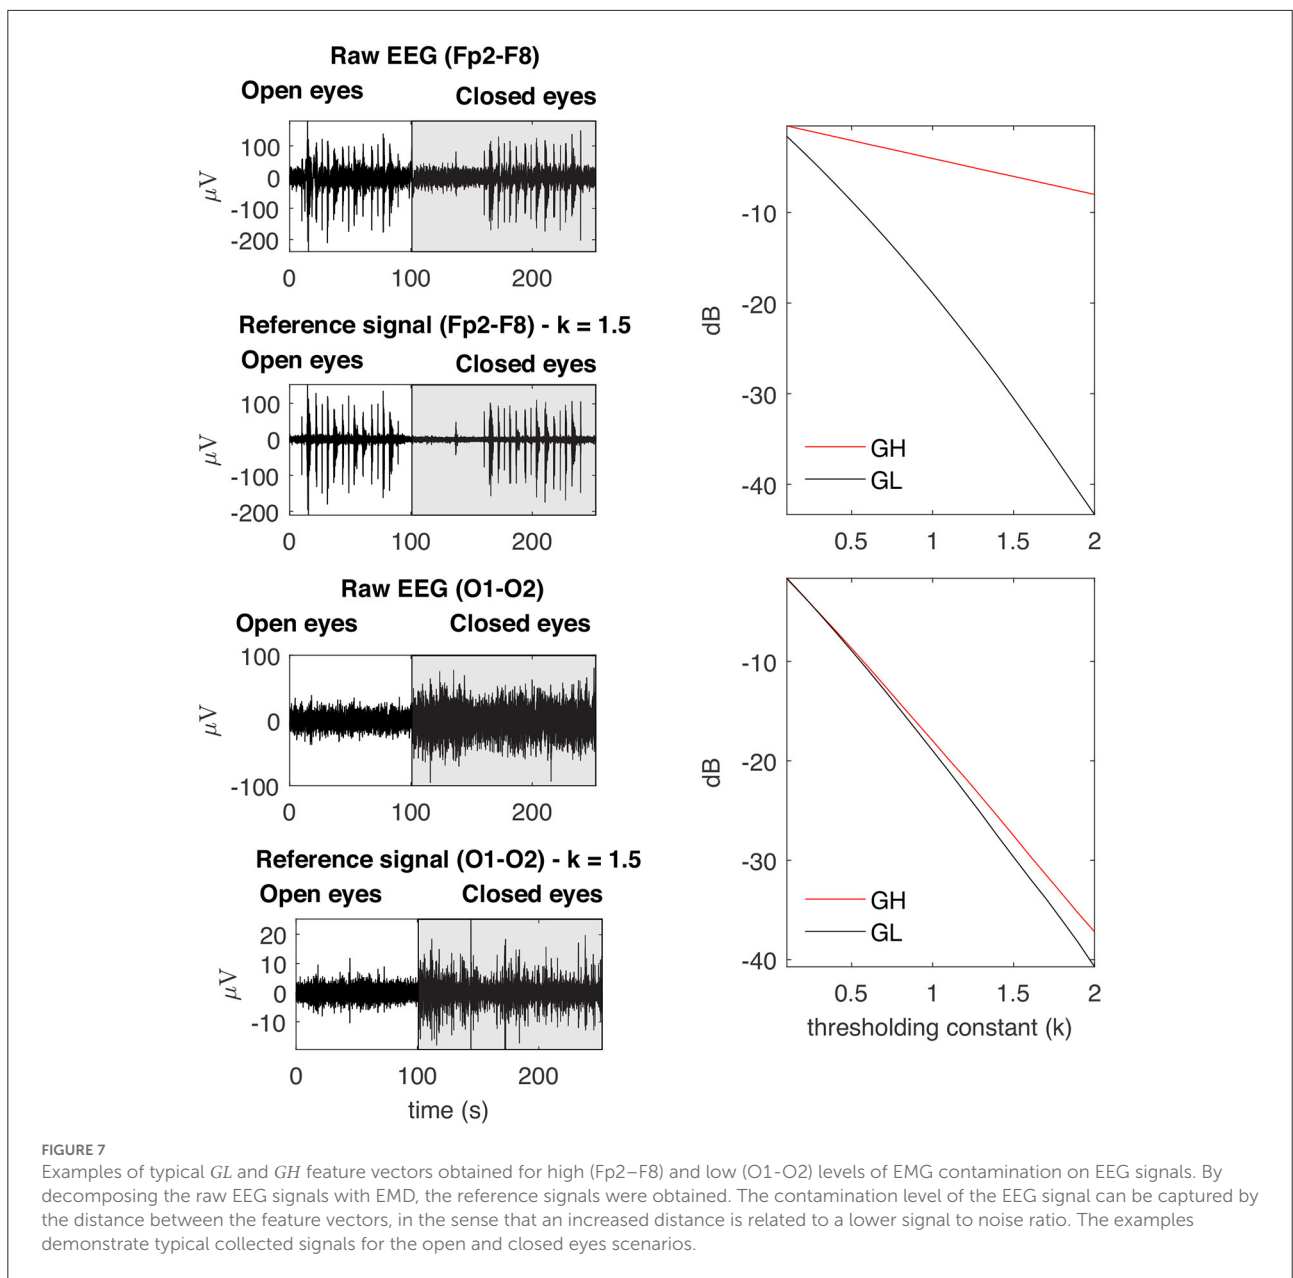 Raw EEG (Fp2-F8)
Open eyes
Closed eyes
100
0
-100
-200
μV
0
100
200
Reference signal (Fp2-F8) - k = 1.5
Open eyes
Closed eyes
100
0
-100
-200
μV
0
100
200
Raw EEG (O1-O2)
Open eyes
Closed eyes
100
0
-100
μV
0
100
200
Reference signal (O1-O2) - k = 1.5
Open eyes
Closed eyes
20
10
0
-10
μV
0
100
200
time (s)
-10
-20
-30
-40
dB
GH
GL
0.5
1
1.5
2
-10
-20
-30
-40
dB
GH
GL
0.5
1
1.5
2
thresholding constant (k)
FIGURE 7
Examples of typical GL and GH feature vectors obtained for high (Fp2–F8) and low (O1-O2) levels of EMG contamination on EEG signals. By
decomposing the raw EEG signals with EMD, the reference signals were obtained. The contamination level of the EEG signal can be captured by
the distance between the feature vectors, in the sense that an increased distance is related to a lower signal to noise ratio. The examples
demonstrate typical collected signals for the open and closed eyes scenarios.